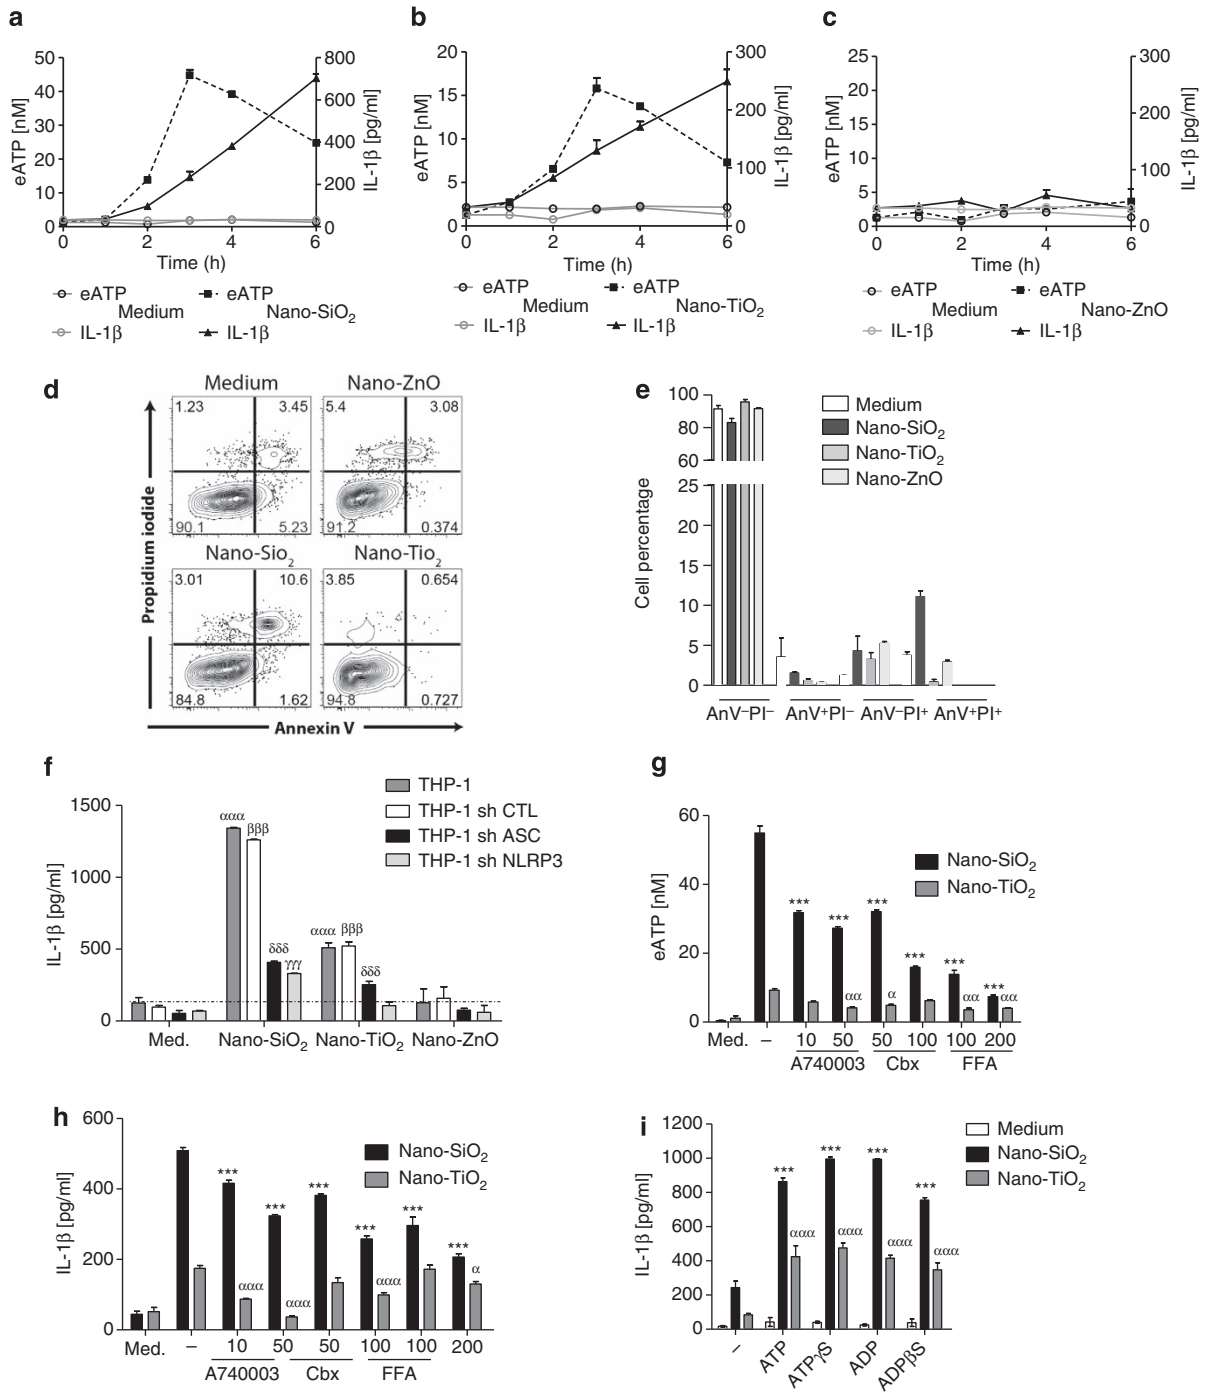 a
50
40
30
20
10
0
eATP [nM]
800
600
400
200
0
IL-1β [pg/ml]
0 2 4 6
Time (h)
eATP eATP
Medium Nano-SiO2
IL-1β IL-1β
b
20
15
10
5
0
eATP [nM]
300
200
100
0
IL-1β [pg/ml]
0 2 4 6
Time (h)
eATP eATP
Medium Nano-TiO2
IL-1β IL-1β
c
25
20
15
10
5
0
eATP [nM]
300
200
100
0
IL-1β [pg/ml]
0 2 4 6
Time (h)
eATP eATP
Medium Nano-ZnO
IL-1β IL-1β
d
Medium Nano-ZnO
1.23 3.45 5.4 3.08
90.1 5.23 91.2 0.374
Nano-Sio2 Nano-Tio2
3.01 10.6 3.85 0.654
84.8 1.62 94.8 0.727
Propidium iodide
Annexin V
e
100
80
60
25
20
15
10
5
0
Cell percentage
Medium
Nano-SiO2
Nano-TiO2
Nano-ZnO
AnV–PI– AnV+PI– AnV–PI+ AnV+PI+
f
1500
1000
500
0
IL-1β [pg/ml]
THP-1
THP-1 sh CTL
THP-1 sh ASC
THP-1 sh NLRP3
ααα βββ
δδδ γγγ
ααα βββ
δδδ
Med. Nano-SiO2 Nano-TiO2 Nano-ZnO
g
60
40
20
0
eATP [nM]
Nano-SiO2
Nano-TiO2
*** *** *** *** *** ***
αα α αα αα
Med. – 10 50 50 100 100 200
A740003 Cbx FFA
h
600
400
200
0
IL-1β [pg/ml]
Nano-SiO2
Nano-TiO2
*** *** *** *** *** ***
ααα ααα ααα α
Med. – 10 50 50 100 100 200
A740003 Cbx FFA
i
1200
1000
800
600
400
200
0
IL-1β [pg/ml]
Medium
Nano-SiO2
Nano-TiO2
*** *** *** ***
ααα ααα ααα ααα
– ATP ATPγS ADP ADPβS